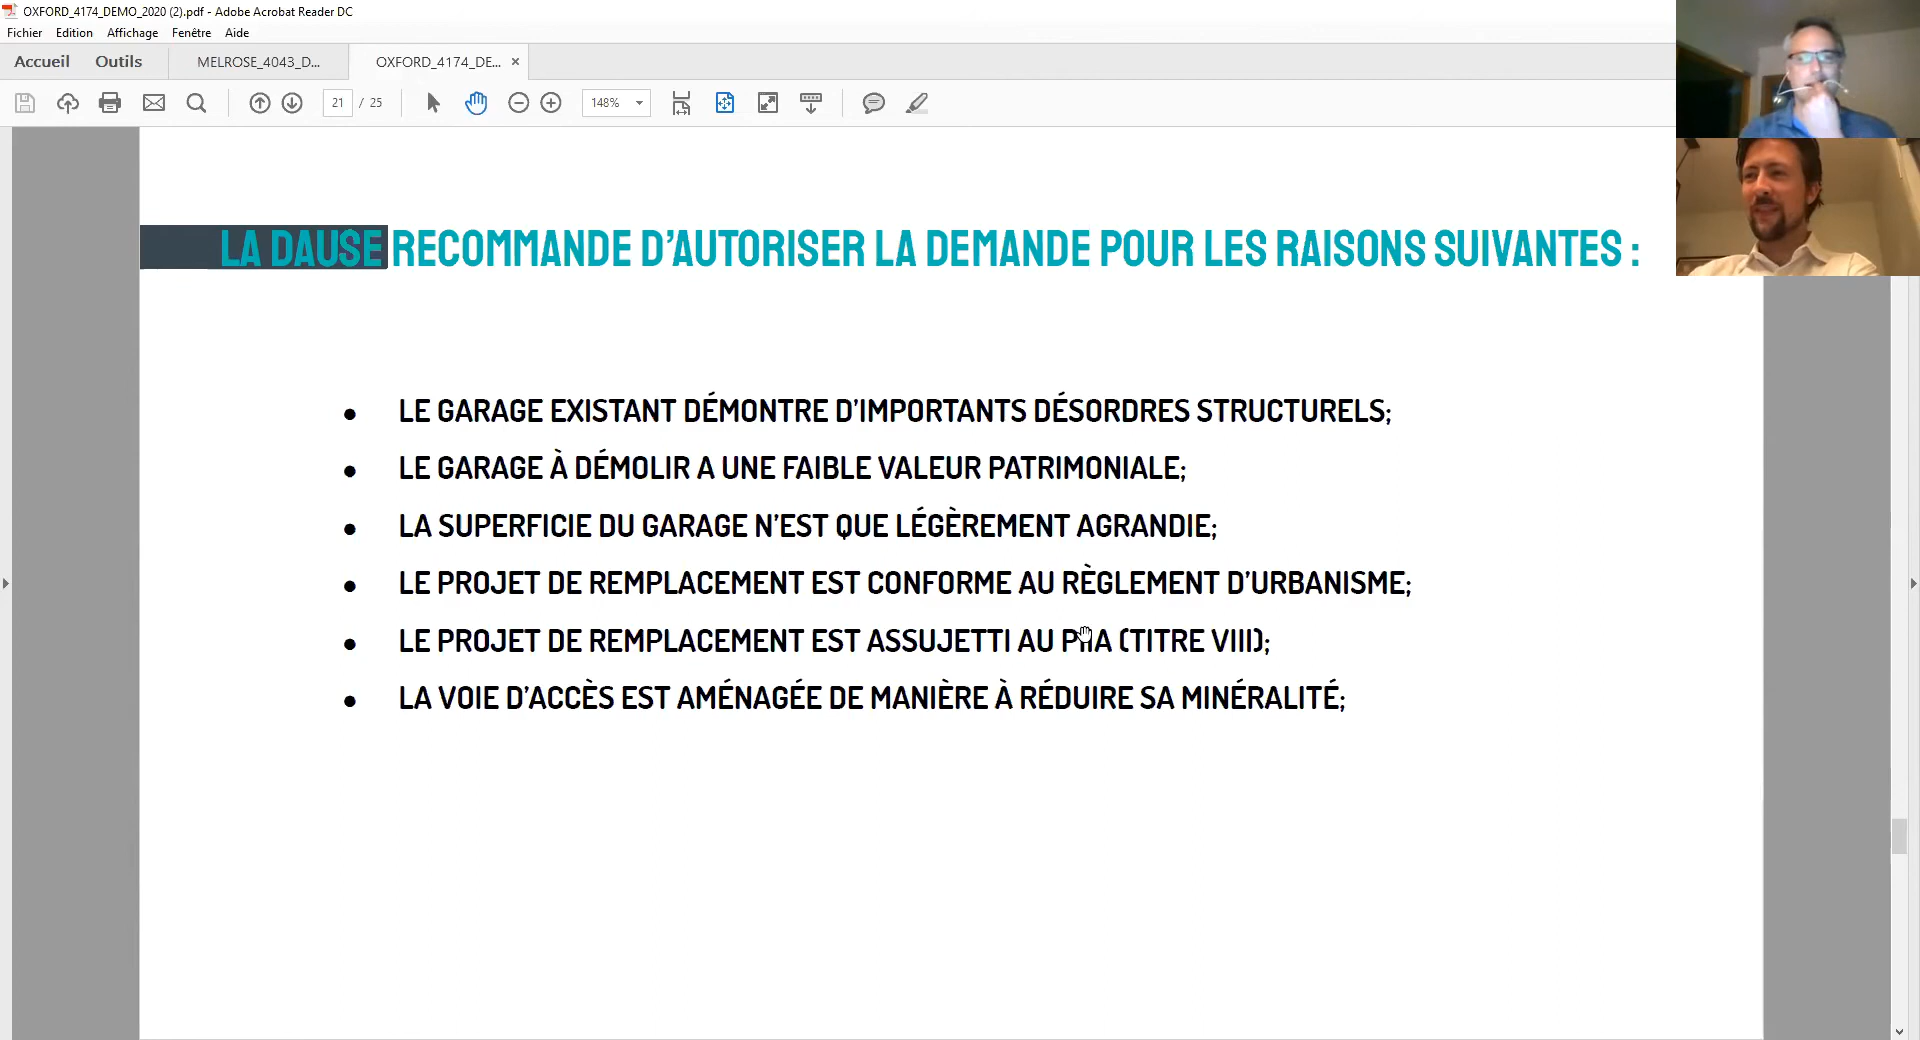 OXFORD_4174_DEMO_2020 (2).pdf - Adobe Acrobat Reader DC
Fichier Edition Affichage Fenêtre Aide
Accueil Outils MELROSE_4043_D... OXFORD_4174_DE... ×
21 / 25 148%
LA DAUSE RECOMMANDE D'AUTORISER LA DEMANDE POUR LES RAISONS SUIVANTES :
● LE GARAGE EXISTANT DÉMONTRE D'IMPORTANTS DÉSORDRES STRUCTURELS;
● LE GARAGE À DÉMOLIR A UNE FAIBLE VALEUR PATRIMONIALE;
● LA SUPERFICIE DU GARAGE N'EST QUE LÉGÈREMENT AGRANDIE;
● LE PROJET DE REMPLACEMENT EST CONFORME AU RÈGLEMENT D'URBANISME;
● LE PROJET DE REMPLACEMENT EST ASSUJETTI AU PIIA (TITRE VIII);
● LA VOIE D'ACCÈS EST AMÉNAGÉE DE MANIÈRE À RÉDUIRE SA MINÉRALITÉ;